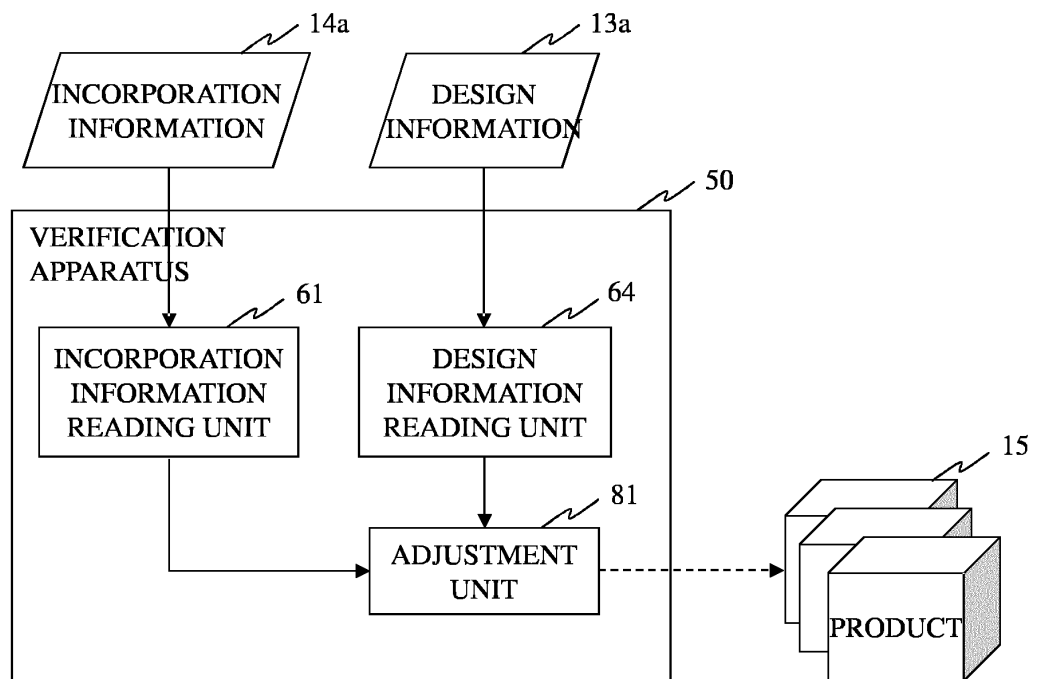 14a
13a
INCORPORATION
INFORMATION
DESIGN
INFORMATION
50
VERIFICATION
APPARATUS
61
64
INCORPORATION
INFORMATION
READING UNIT
DESIGN
INFORMATION
READING UNIT
15
81
ADJUSTMENT
UNIT
PRODUCT